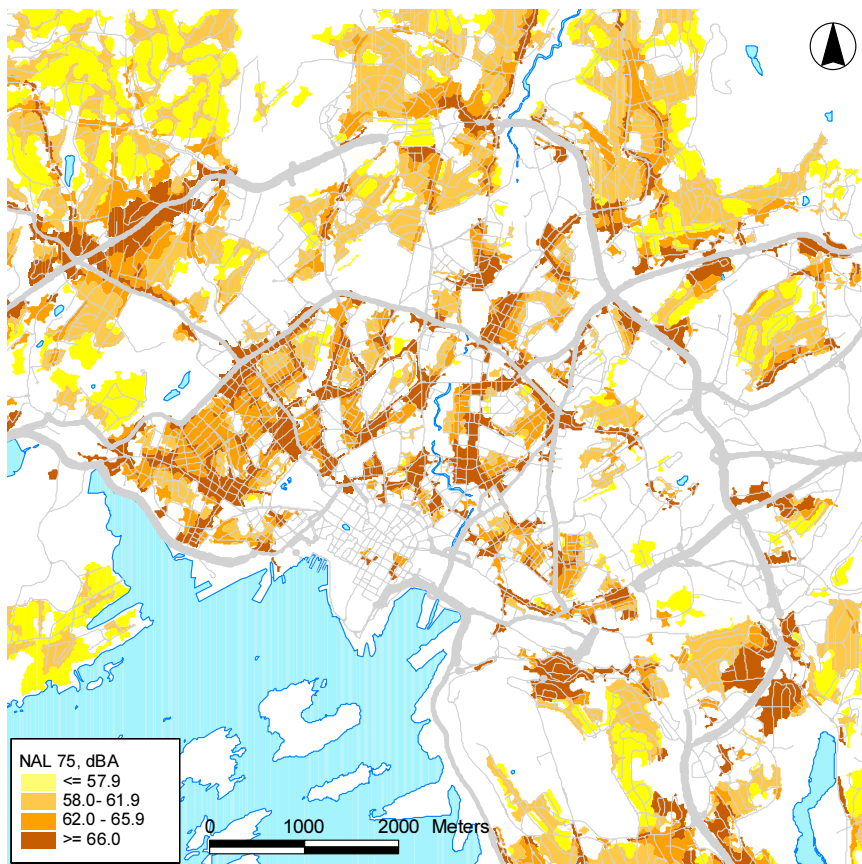 NAL 75, dBA
<= 57.9
58.0- 61.9
62.0 - 65.9
>= 66.0
0 1000 2000 Meters